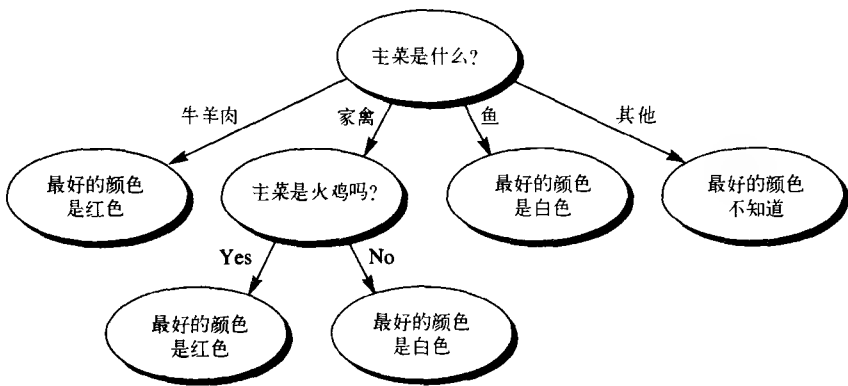 主菜是什么?
牛羊肉
家禽
鱼
其他
最好的颜色
是红色
主菜是火鸡吗?
最好的颜色
是白色
最好的颜色
不知道
Yes
No
最好的颜色
是红色
最好的颜色
是白色